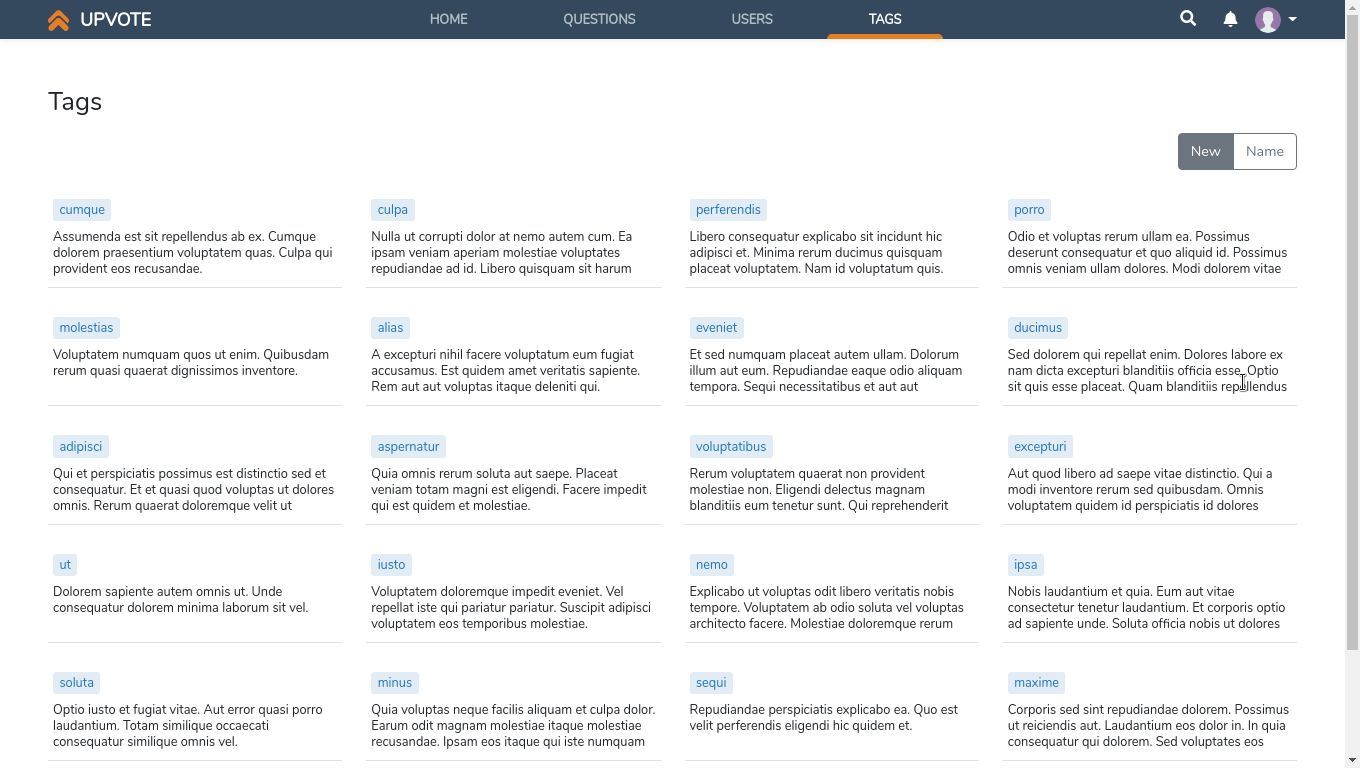 UPVOTE
HOME
QUESTIONS
USERS
TAGS
Tags
New
Name
cumque
Assumenda est sit repellendus ab ex. Cumque
dolorem praesentium voluptatem quas. Culpa qui
provident eos recusandae.
culpa
Nulla ut corrupti dolor at nemo autem cum. Ea
ipsam veniam aperiam molestiae voluptates
repudiandae ad id. Libero quisquam sit harum
perferendis
Libero consequatur explicabo sit incidunt hic
adipisci et. Minima rerum ducimus quisquam
placeat voluptatem. Nam id voluptatum quis.
porro
Odio et voluptas rerum ullam ea. Possimus
deserunt consequatur et quo aliquid id. Possimus
omnis veniam ullam dolores. Modi dolorem vitae
molestias
Voluptatem numquam quos ut enim. Quibusdam
rerum quasi quaerat dignissimos inventore.
alias
A excepturi nihil facere voluptatum eum fugiat
accusamus. Est quidem amet veritatis sapiente.
Rem aut aut voluptas itaque deleniti qui.
eveniet
Et sed numquam placeat autem ullam. Dolorum
illum aut eum. Repudiandae eaque odio aliquam
tempora. Sequi necessitatibus et aut aut
ducimus
Sed dolorem qui repellat enim. Dolores labore ex
nam dicta excepturi blanditiis officia esse. Optio
sit quis esse placeat. Quam blanditiis repellendus
adipisci
Qui et perspiciatis possimus est distinctio sed et
consequatur. Et et quasi quod voluptas ut dolores
omnis. Rerum quaerat doloremque velit ut
aspernatur
Quia omnis rerum soluta aut saepe. Placeat
veniam totam magni est eligendi. Facere impedit
qui est quidem et molestiae.
voluptatibus
Rerum voluptatem quaerat non provident
molestiae non. Eligendi delectus magnam
blanditiis eum tenetur sunt. Qui reprehenderit
excepturi
Aut quod libero ad saepe vitae distinctio. Qui a
modi inventore rerum sed quibusdam. Omnis
voluptatem quidem id perspiciatis id dolores
ut
Dolorem sapiente autem omnis ut. Unde
consequatur dolorem minima laborum sit vel.
iusto
Voluptatem doloremque impedit eveniet. Vel
repellat iste qui pariatur pariatur. Suscipit adipisci
voluptatem eos temporibus molestiae.
nemo
Explicabo ut voluptas odit libero veritatis nobis
tempore. Voluptatem ab odio soluta vel voluptas
architecto facere. Molestiae doloremque rerum
ipsa
Nobis laudantium et quia. Eum aut vitae
consectetur tenetur laudantium. Et corporis optio
ad sapiente unde. Soluta officia nobis ut dolores
soluta
Optio iusto et fugiat vitae. Aut error quasi porro
laudantium. Totam similique occaecati
consequatur similique omnis vel.
minus
Quia voluptas neque facilis aliquam et culpa dolor.
Earum odit magnam molestiae itaque molestiae
recusandae. Ipsam eos itaque qui iste numquam
sequi
Repudiandae perspiciatis explicabo ea. Quo est
velit perferendis eligendi hic quidem et.
maxime
Corporis sed sint repudiandae dolorem. Possimus
ut reiciendis aut. Laudantium eos dolor in. In quia
consequatur qui dolorem. Sed voluptates eos